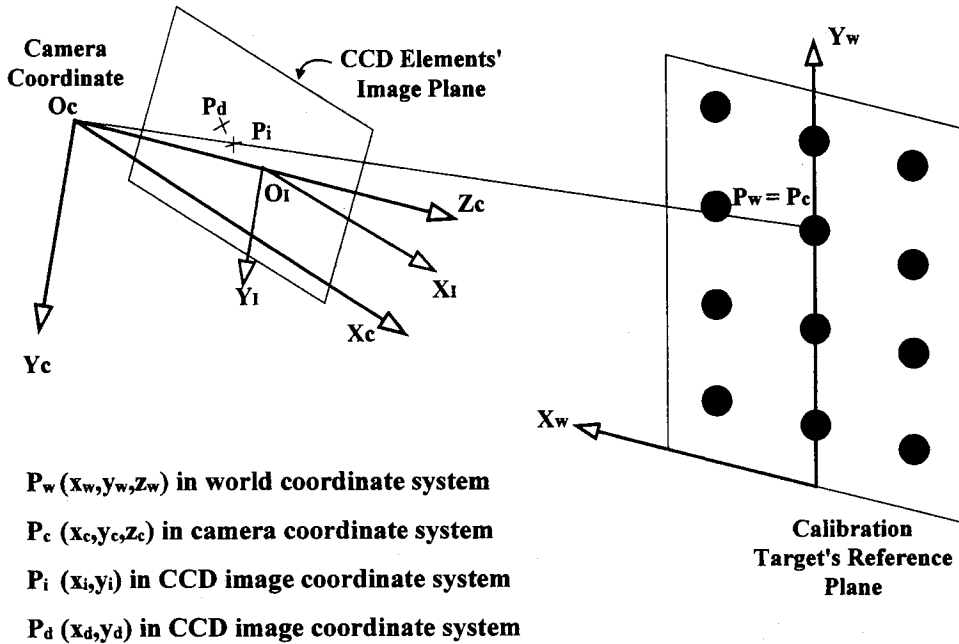 Camera
Coordinate
Oc
CCD Elements'
Image Plane
Pd
Pi
OI
Zc
XI
YI
Xc
Yc
Yw
Pw = Pc
Xw
Pw (xw,yw,zw) in world coordinate system
Pc (xc,yc,zc) in camera coordinate system
Pi (xi,yi) in CCD image coordinate system
Pd (xd,yd) in CCD image coordinate system
Calibration
Target's Reference
Plane